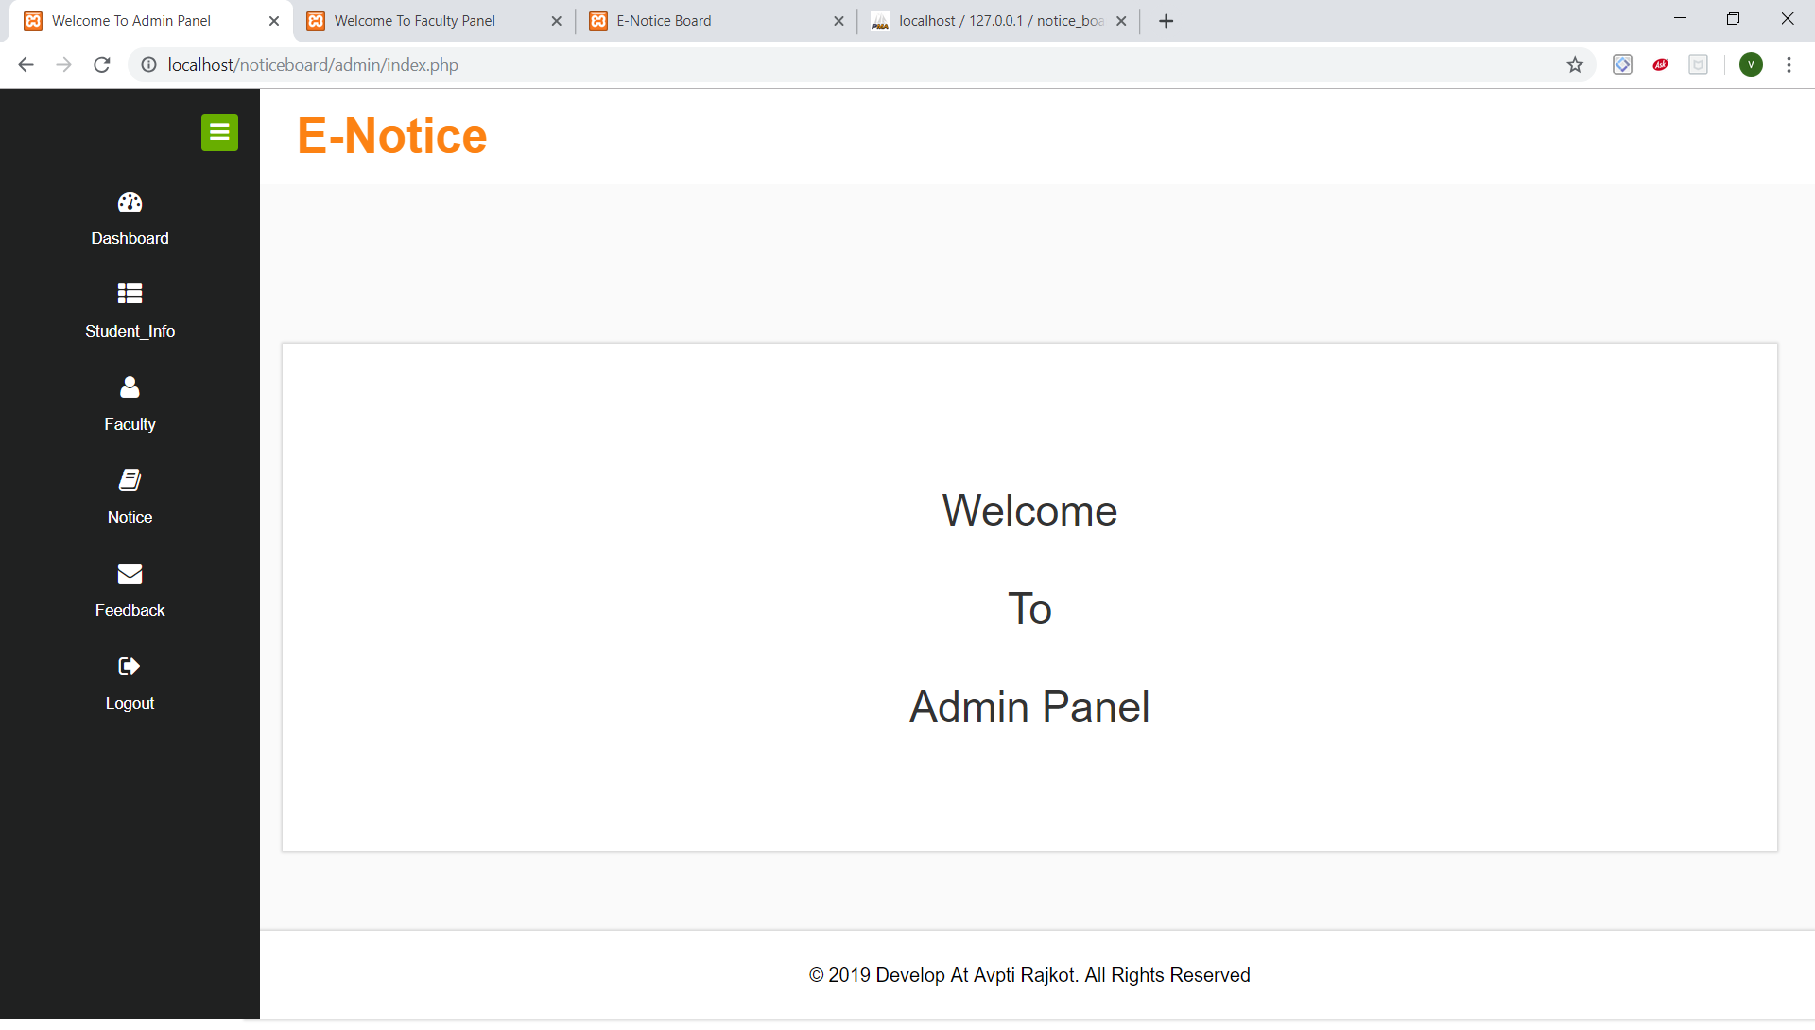 Welcome To Admin Panel
Welcome To Faculty Panel
E-Notice Board
localhost / 127.0.0.1 / notice_boa
localhost/noticeboard/admin/index.php
Ask
V
E-Notice
Dashboard
Student_Info
Faculty
Notice
Feedback
Logout
Welcome
To
Admin Panel
© 2019 Develop At Avpti Rajkot. All Rights Reserved